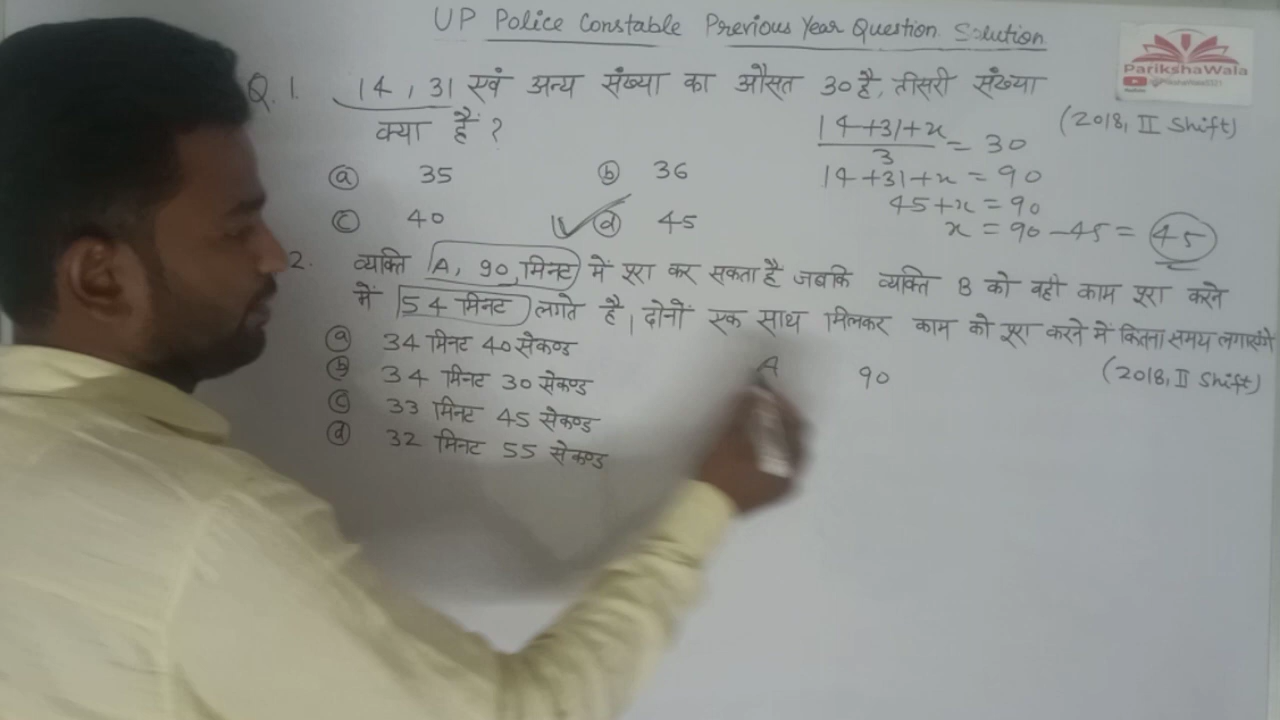 UP Police Constable Previous Year Question Solution
ParikshaWala
Q. 1. 14, 31 एवं अन्य संख्या का औसत 30 है, तीसरी संख्या
क्या है ?
(2018, II Shift)
14+31+x
3
= 30
14+31+x = 90
45+x = 90
x = 90-45 = 45
(a) 35 (b) 36
(c) 40 (d) 45
2. व्यक्ति A, 90 मिनट में पूरा कर सकता है जबकि व्यक्ति B को वही काम पूरा करने
में 54 मिनट लगते है, दोनों एक साथ मिलकर काम को पूरा करने में कितना समय लगाएंगे
(2018, II Shift)
(a) 34 मिनट 40 सेकण्ड
(b) 34 मिनट 30 सेकण्ड
(c) 33 मिनट 45 सेकण्ड
(d) 32 मिनट 55 सेकण्ड
A 90